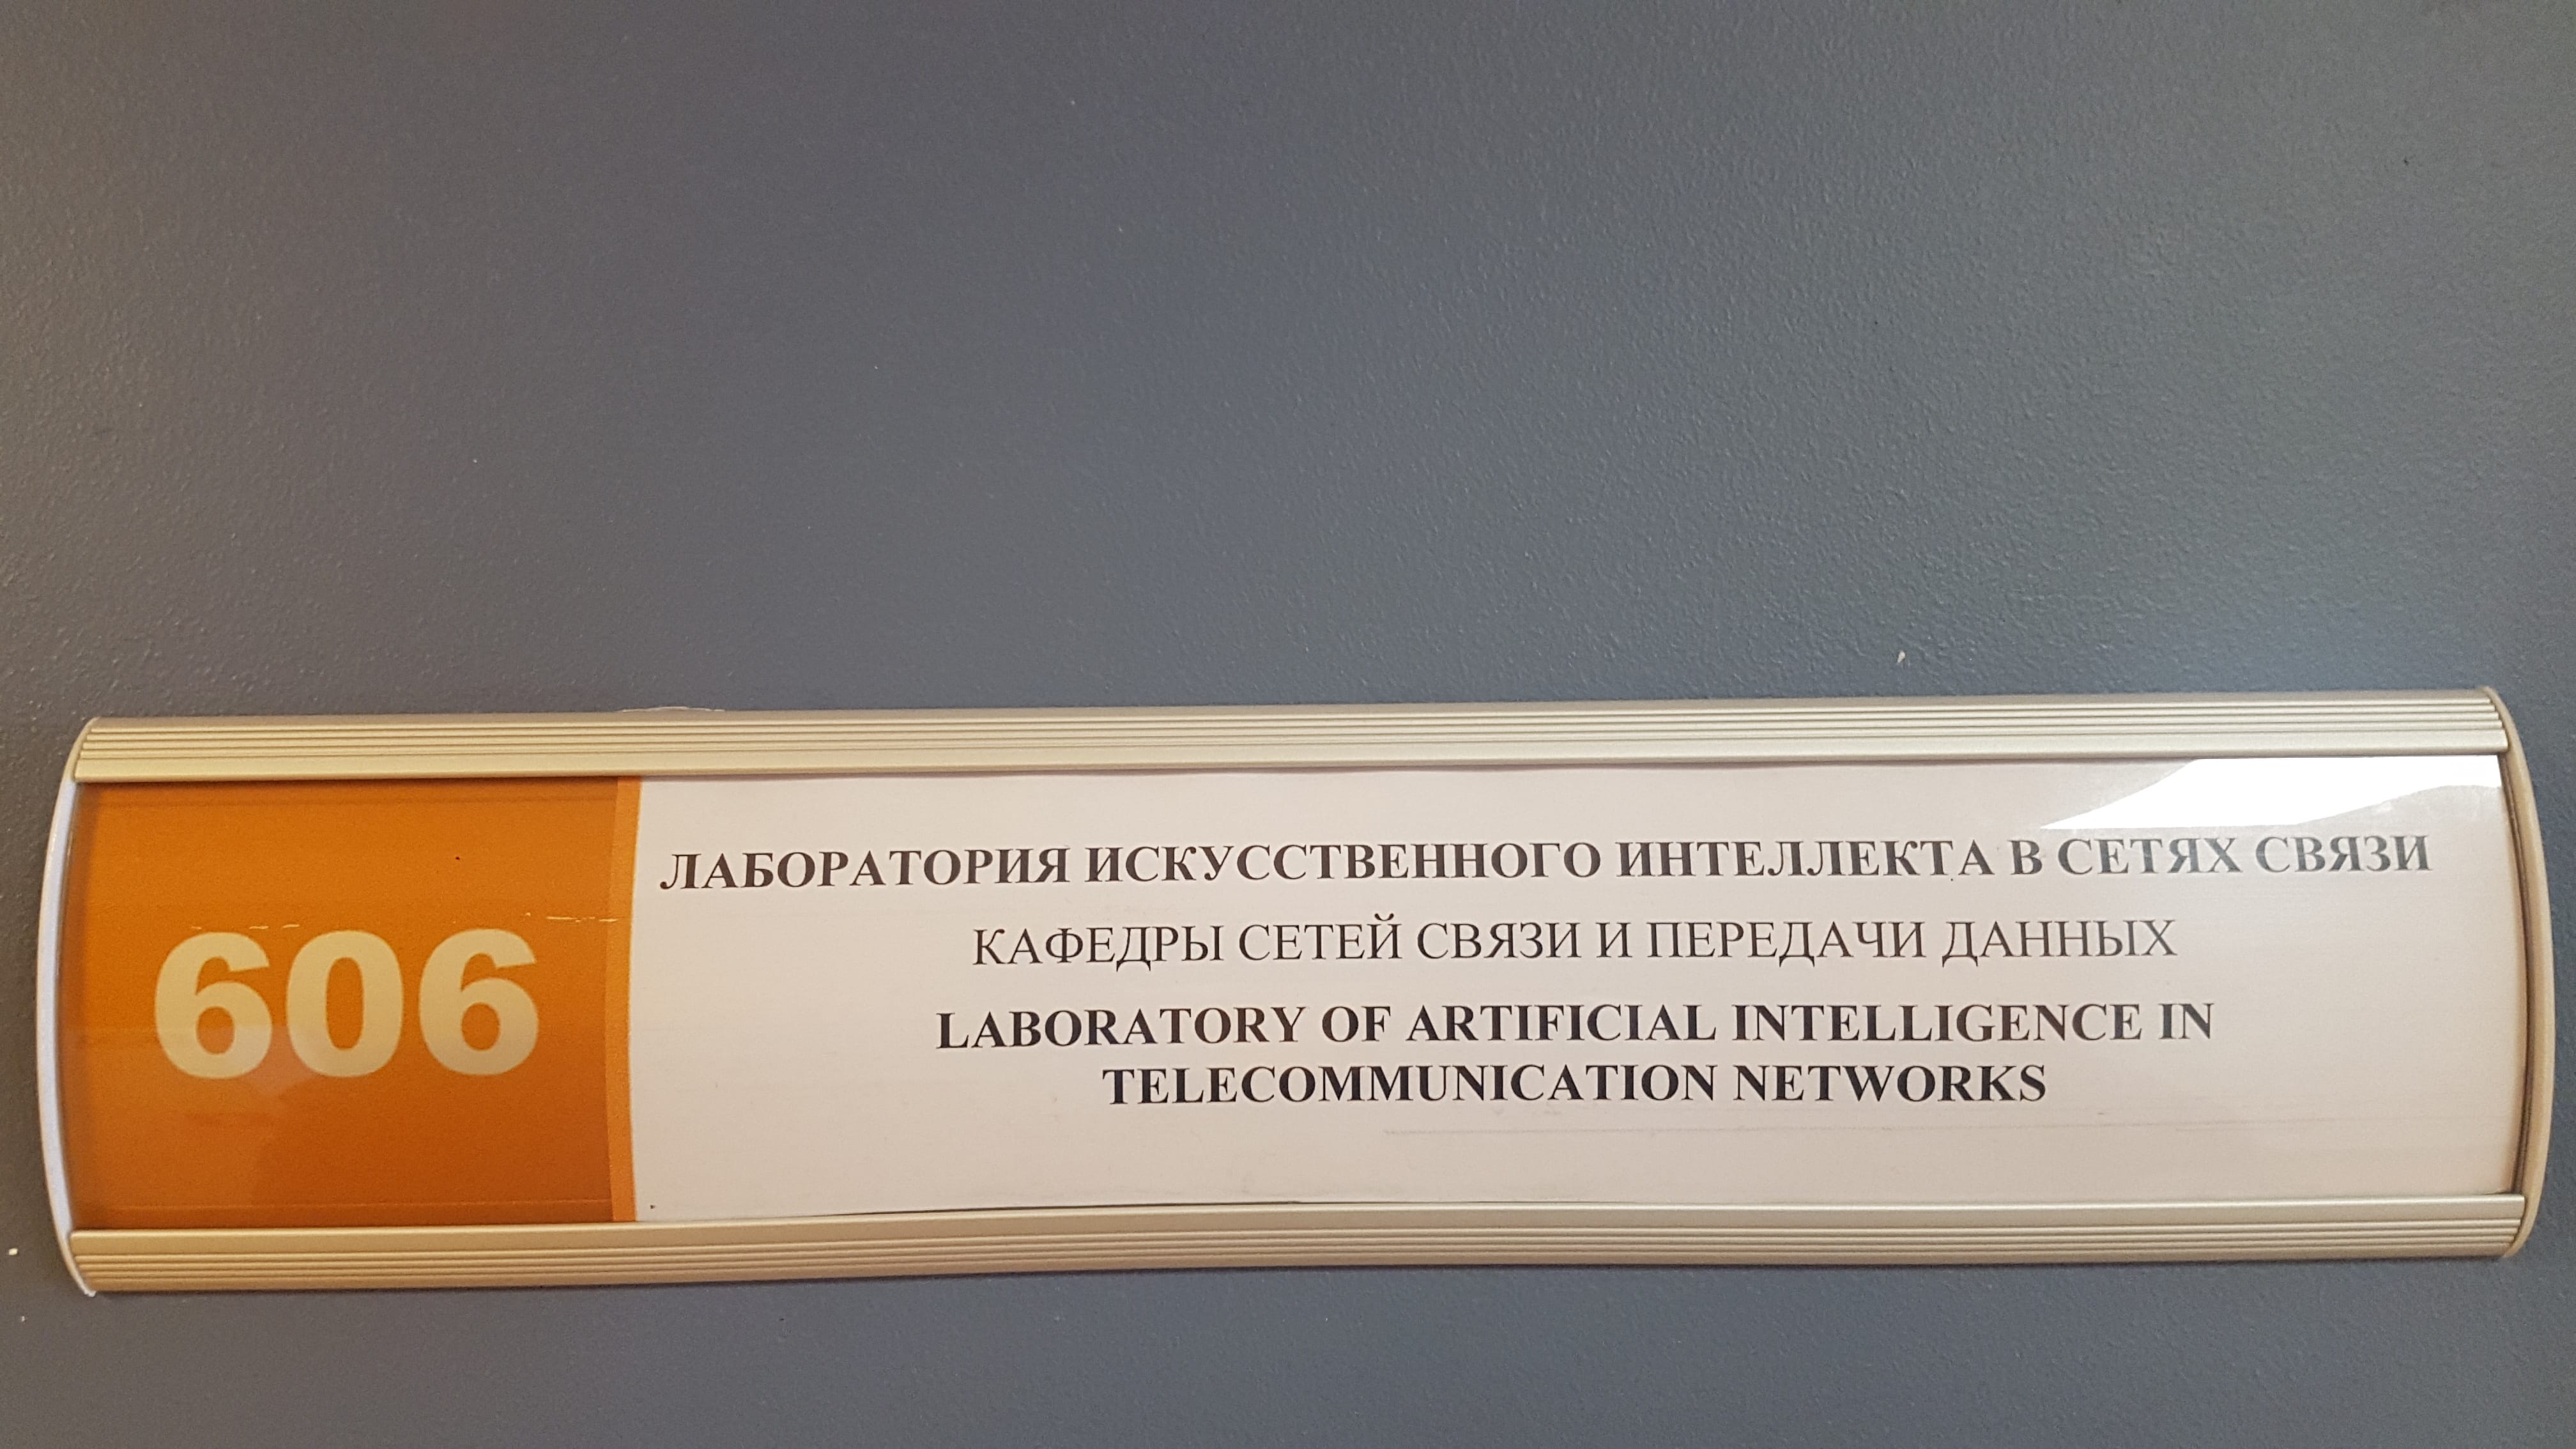 606
ЛАБОРАТОРИЯ ИСКУССТВЕННОГО ИНТЕЛЛЕКТА В СЕТЯХ СВЯЗИ
КАФЕДРЫ СЕТЕЙ СВЯЗИ И ПЕРЕДАЧИ ДАННЫХ
LABORATORY OF ARTIFICIAL INTELLIGENCE IN
TELECOMMUNICATION NETWORKS